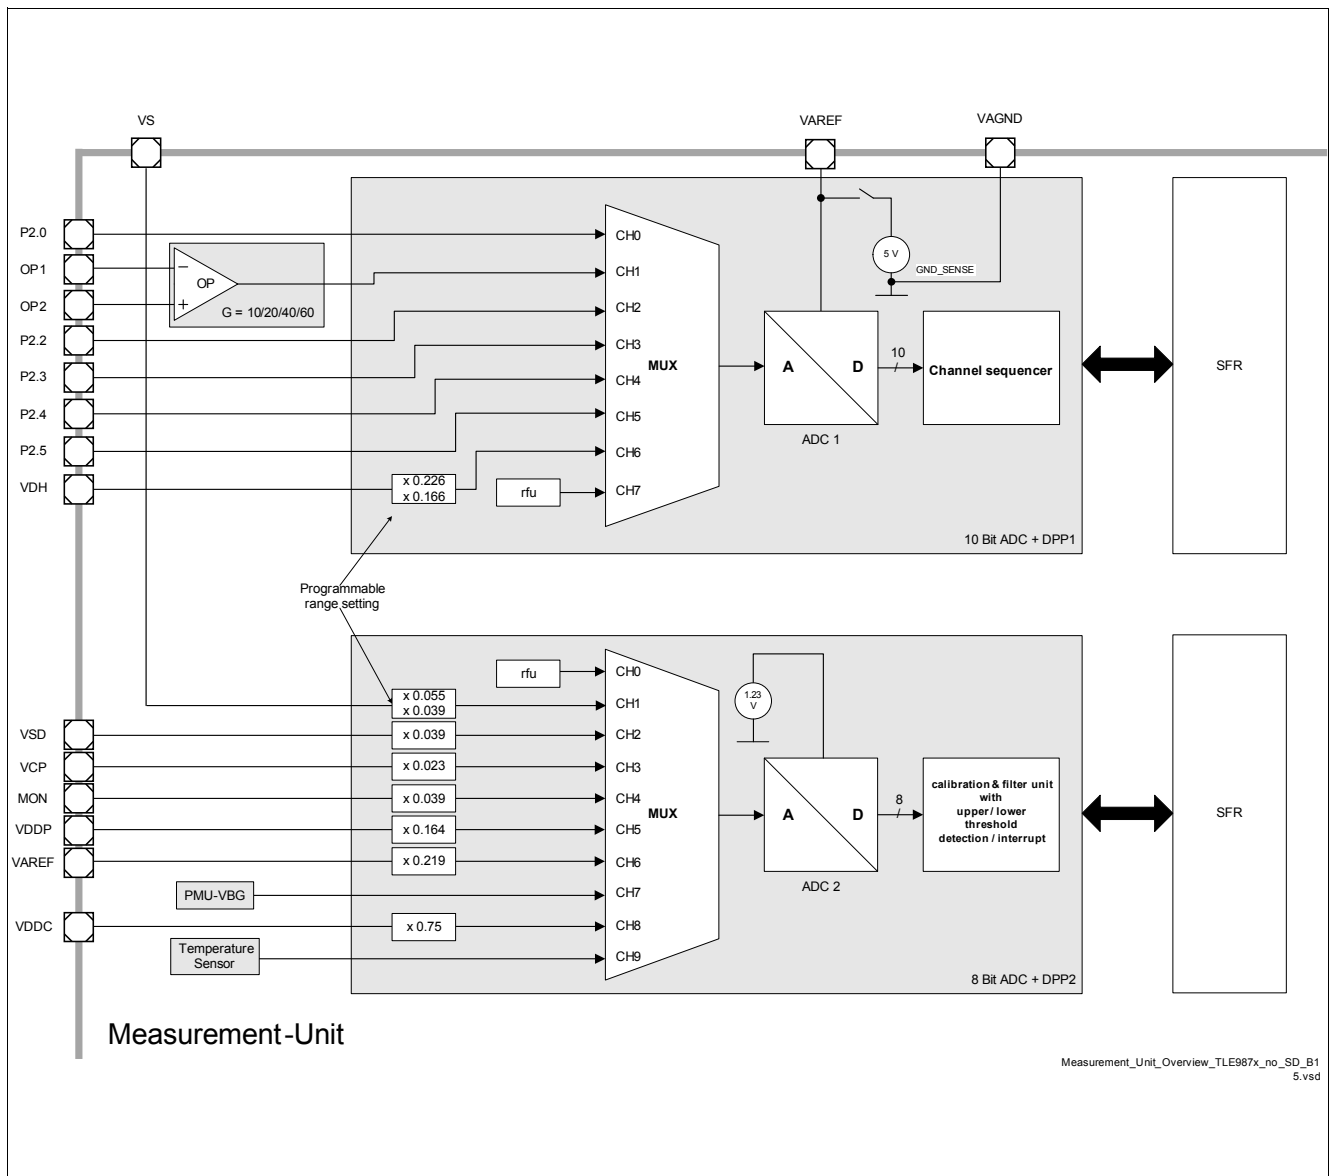 VS
VAREF
VAGND
P2.0
OP1
OP2
P2.2
P2.3
P2.4
P2.5
VDH
–
OP
+
G = 10/20/40/60
x 0.226
x 0.166
rfu
CH0
CH1
CH2
CH3
CH4
CH5
CH6
CH7
MUX
5 V
GND_SENSE
A
D
ADC 1
10
Channel sequencer
10 Bit ADC + DPP1
SFR
Programmable
range setting
VSD
VCP
MON
VDDP
VAREF
VDDC
PMU-VBG
Temperature
Sensor
rfu
x 0.055
x 0.039
x 0.039
x 0.023
x 0.039
x 0.164
x 0.219
x 0.75
CH0
CH1
CH2
CH3
CH4
CH5
CH6
CH7
CH8
CH9
MUX
1.23
V
A
D
ADC 2
8
calibration & filter unit
with
upper / lower
threshold
detection / interrupt
8 Bit ADC + DPP2
SFR
Measurement-Unit
Measurement_Unit_Overview_TLE987x_no_SD_B1
5.vsd